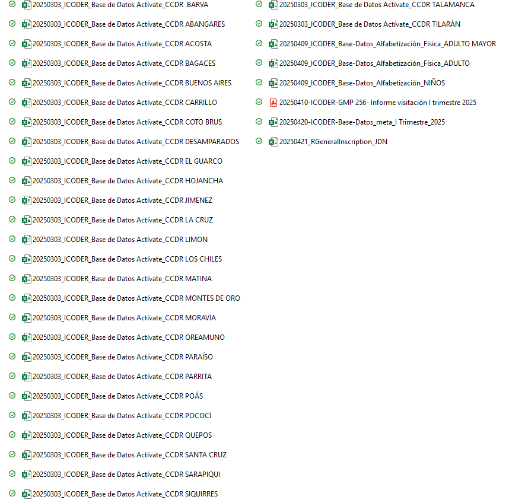 20250303_ICODER_Base de Datos Activate_CCDR  BARVA
20250303_ICODER_Base de Datos Activate_CCDR ABANGARES
20250303_ICODER_Base de Datos Activate_CCDR ACOSTA
20250303_ICODER_Base de Datos Activate_CCDR BAGACES
20250303_ICODER_Base de Datos Activate_CCDR BUENOS AIRES
20250303_ICODER_Base de Datos Activate_CCDR CARRILLO
20250303_ICODER_Base de Datos Activate_CCDR COTO BRUS
20250303_ICODER_Base de Datos Activate_CCDR DESAMPARADOS
20250303_ICODER_Base de Datos Activate_CCDR EL GUARCO
20250303_ICODER_Base de Datos Activate_CCDR HOJANCHA
20250303_ICODER_Base de Datos Activate_CCDR JIMENEZ
20250303_ICODER_Base de Datos Activate_CCDR LA CRUZ
20250303_ICODER_Base de Datos Activate_CCDR LIMON
20250303_ICODER_Base de Datos Activate_CCDR LOS CHILES
20250303_ICODER_Base de Datos Activate_CCDR MATINA
20250303_ICODER_Base de Datos Activate_CCDR MONTES DE ORO
20250303_ICODER_Base de Datos Activate_CCDR MORAVIA
20250303_ICODER_Base de Datos Activate_CCDR OREAMUNO
20250303_ICODER_Base de Datos Activate_CCDR PARAÍSO
20250303_ICODER_Base de Datos Activate_CCDR PARRITA
20250303_ICODER_Base de Datos Activate_CCDR POÁS
20250303_ICODER_Base de Datos Activate_CCDR POCOCÍ
20250303_ICODER_Base de Datos Activate_CCDR QUEPOS
20250303_ICODER_Base de Datos Activate_CCDR SANTA CRUZ
20250303_ICODER_Base de Datos Activate_CCDR SARAPIQUI
20250303_ICODER_Base de Datos Activate_CCDR SIQUIRRES
20250303_ICODER_Base de Datos Activate_CCDR TALAMANCA
20250303_ICODER_Base de Datos Activate_CCDR TILARÁN
20250409_ICODER_Base-Datos_Alfabetización_Física_ADULTO MAYOR
20250409_ICODER_Base-Datos_Alfabetización_Física_ADULTO
20250409_ICODER_Base-Datos_Alfabetización_NIÑOS
20250410-ICODER-GMP 256- Informe visitación I trimestre 2025
20250420-ICODER-Base-Datos_meta_I Trimestre_2025
20250421_RGeneralInscription_JDN